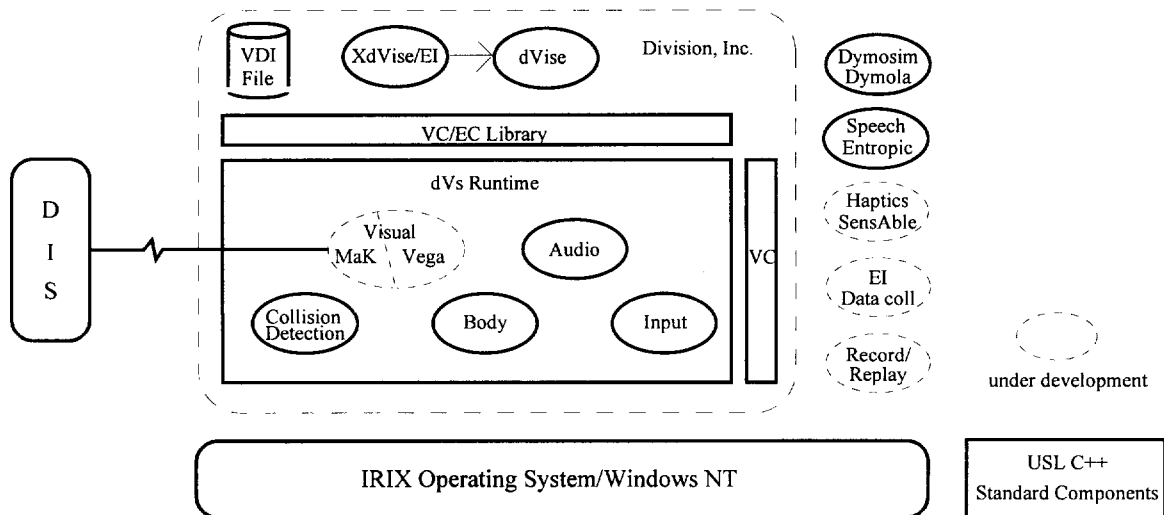 VDI
File
XdVise/EI
dVise
Division, Inc.
Dymosim
Dymola
VC/EC Library
Speech
Entropic
D
I
S
dVs Runtime
Visual
MaK
Vega
Audio
VC
Haptics
SensAble
EI
Data coll.
Collision
Detection
Body
Input
Record/
Replay
under development
IRIX Operating System/Windows NT
USL C++
Standard Components